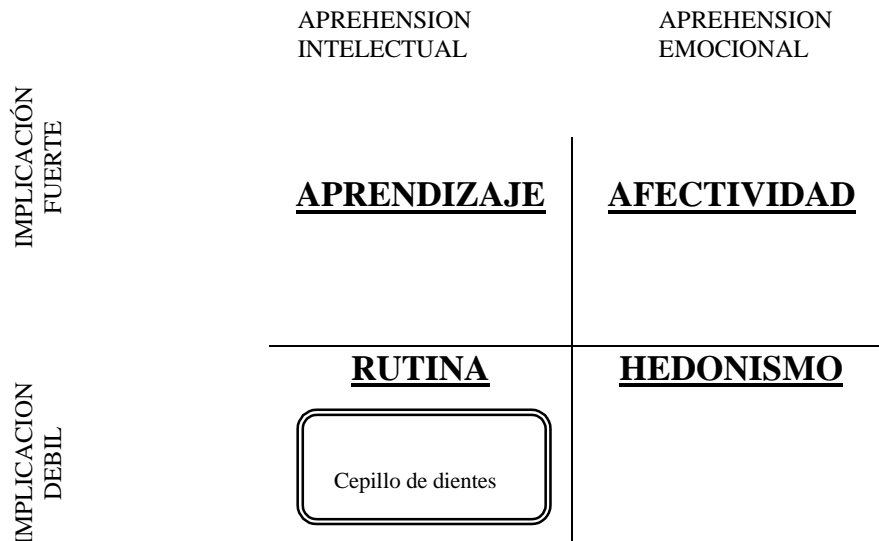 APREHENSION
INTELECTUAL
APREHENSION
EMOCIONAL
IMPLICACIÓN
FUERTE
APRENDIZAJE
AFECTIVIDAD
RUTINA
HEDONISMO
IMPLICACION
DEBIL
Cepillo de dientes